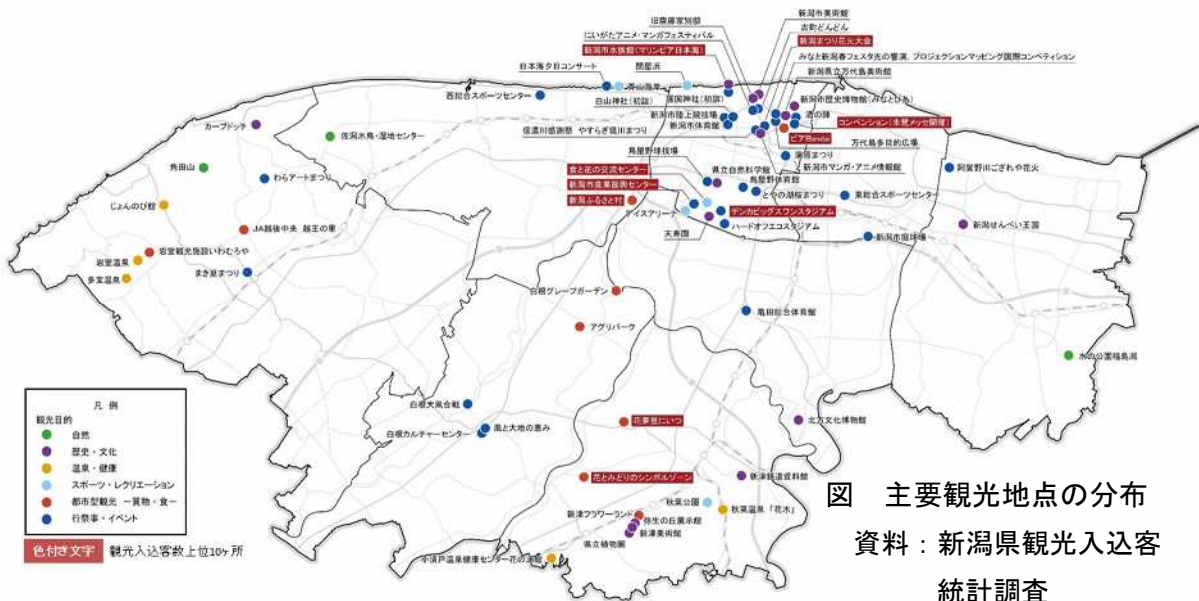 新潟市美術館
旧齋藤家別邸
古町どんどん
にいがたアニメ・マンガフェスティバル
新潟まつり花火大会
新潟市水族館(マリンピア日本海)
みなと新潟春フェスタ光の響演、プロジェクションマッピング国際コンペティション
日本海夕日コンサート
関屋浜
新潟県立万代島美術館
青山海岸
西総合スポーツセンター
護国神社(初詣)
白山神社(初詣)
新潟市歴史博物館(みなとぴあ)
新潟市陸上競技場
酒の陣
カーブドッチ
新潟市体育館
コンベンション(朱鷺メッセ開催)
佐潟水鳥・湿地センター
信濃川感謝祭 やすらぎ堤川まつり
ピアBandai
万代島多目的広場
蒲原まつり
鳥屋野球技場
新潟市マンガ・アニメ情報館
角田山
食と花の交流センター
県立自然科学館
阿賀野川ござれや花火
わらアートまつり
鳥屋野体育館
新潟市産業振興センター
とやの湖桜まつり
東総合スポーツセンター
じょんのび館
新潟ふるさと村
アイスアリーナ
デンカビッグスワンスタジアム
ハードオフエコスタジアム
新潟せんべい王国
JA越後中央 越王の里
天寿園
新潟市庭球場
岩室観光施設いわむろや
岩室温泉
まき夏まつり
多宝温泉
白根グレープガーデン
亀田総合体育館
アグリパーク
水の公園福島潟
凡例
観光目的
自然
歴史・文化
温泉・健康
スポーツ・レクリエーション
都市型観光 -買物・食-
行祭事・イベント
色付き文字 観光入込客数上位10ヶ所
白根大凧合戦
風と大地の恵み
白根カルチャーセンター
花夢里にいつ
北方文化博物館
花とみどりのシンボルゾーン
新津鉄道資料館
秋葉公園
新津フラワーランド
秋葉温泉「花水」
弥生の丘展示館
新津美術館
県立植物園
図 主要観光地点の分布
資料:新潟県観光入込客
統計調査